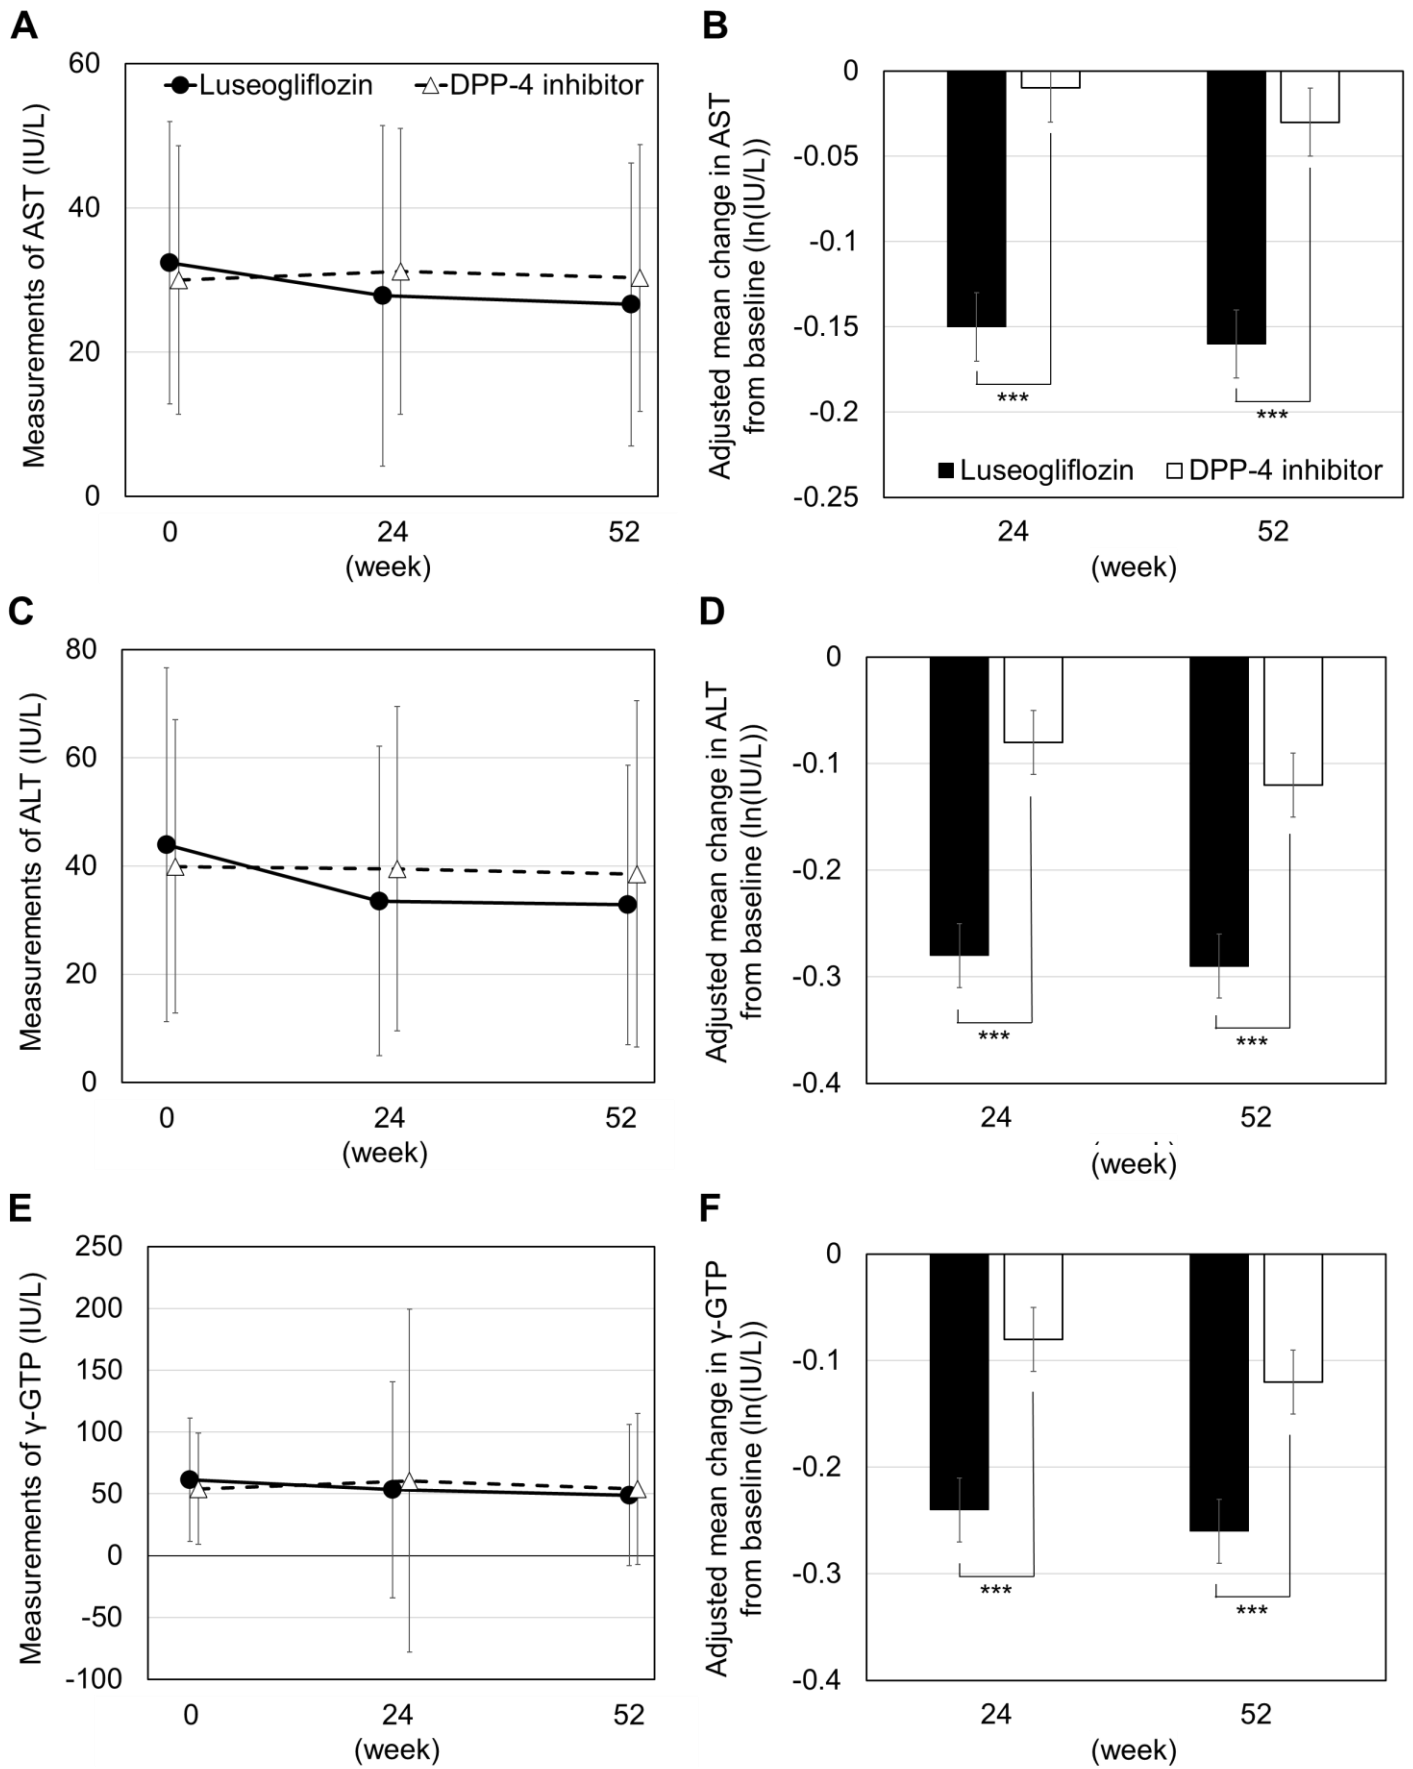 A
Measurements of AST (IU/L)
60
40
20
0
Luseogliflozin
DPP-4 inhibitor
0
24
52
(week)
B
Adjusted mean change in AST
from baseline (ln(IU/L))
0
-0.05
-0.1
-0.15
-0.2
-0.25
***
***
Luseogliflozin
DPP-4 inhibitor
24
52
(week)
C
Measurements of ALT (IU/L)
80
60
40
20
0
0
24
52
(week)
D
Adjusted mean change in ALT
from baseline (ln(IU/L))
0
-0.1
-0.2
-0.3
-0.4
***
***
24
52
(week)
E
Measurements of γ-GTP (IU/L)
250
200
150
100
50
0
-50
-100
0
24
52
(week)
F
Adjusted mean change in γ-GTP
from baseline (ln(IU/L))
0
-0.1
-0.2
-0.3
-0.4
***
***
24
52
(week)